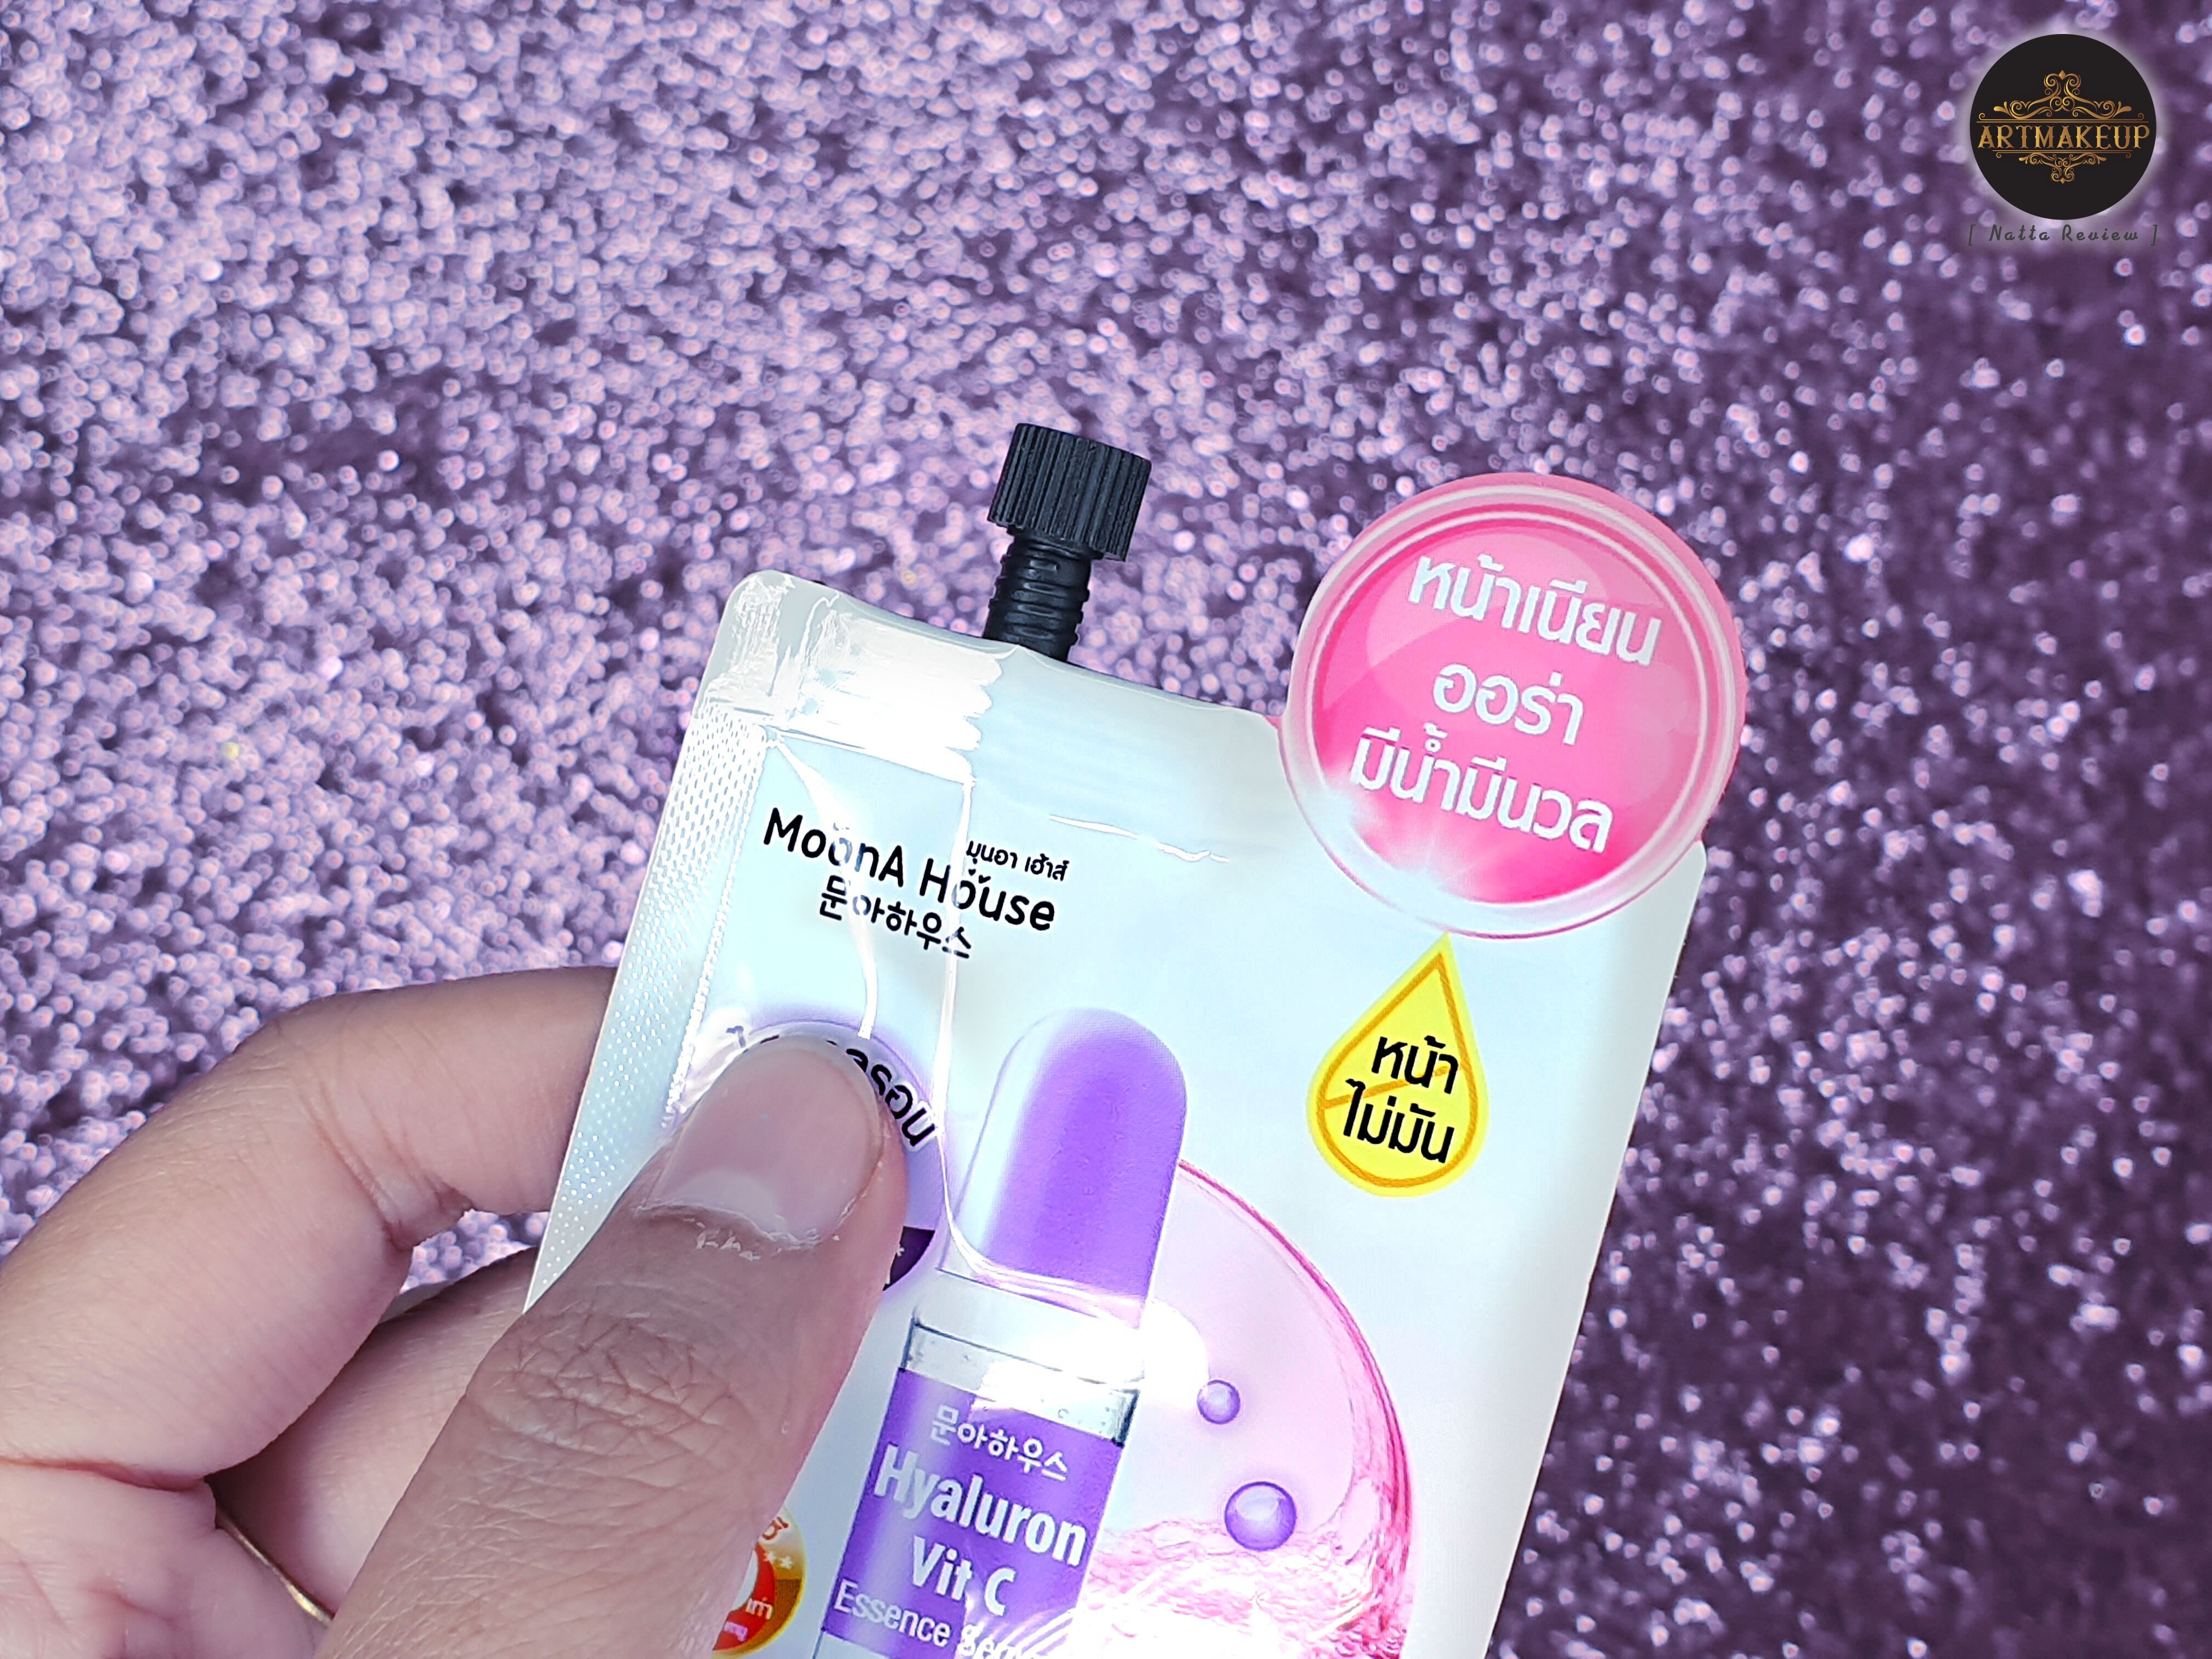 ARTMAKEUP
[ Natta Review ]
หน้าเนียน
ออร่า
มีน้ำมีนวล
มุนอา เฮ้าส์
MoonA House
문아하우스
หน้า
ไม่มัน
문아하우스
Hyaluron
Vit C
Essence